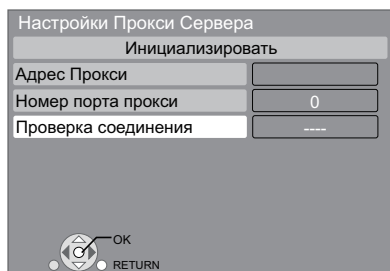 Настройки Прокси Сервера
Инициализировать
Адрес Прокси
Номер порта прокси 0
Проверка соединения ----
OK
RETURN